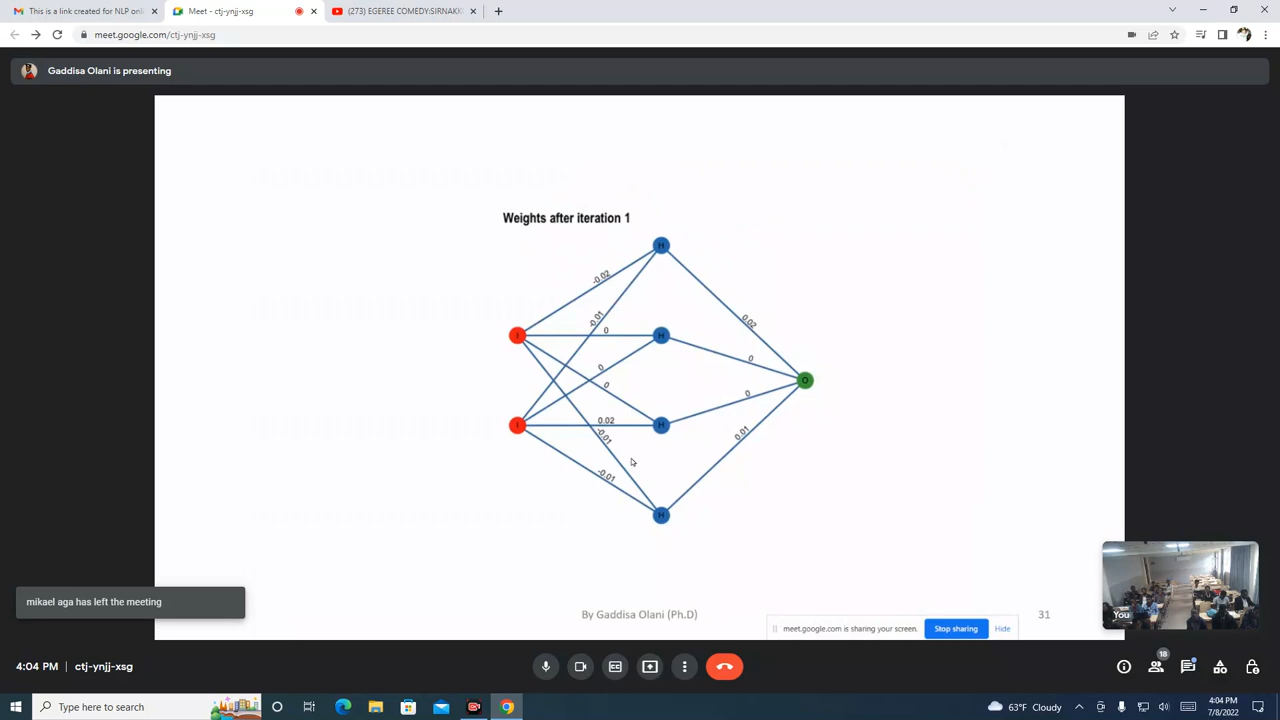 This is a link created for NLP onli
Meet - ctj-ynjj-xsg
(273) EGEREE COMEDY:SIRNAKK
meet.google.com/ctj-ynjj-xsg
Gaddisa Olani is presenting
Weights after iteration 1
H
-0.02
-0.01
0.02
I
0
H
0
0
0
O
0
0.02
I
H
-0.01
0.01
-0.01
H
mikael aga has left the meeting
You
By Gaddisa Olani (Ph.D)
31
meet.google.com is sharing your screen.
Stop sharing
Hide
4:04 PM | ctj-ynjj-xsg
18
Type here to search
63°F Cloudy
4:04 PM
7/8/2022